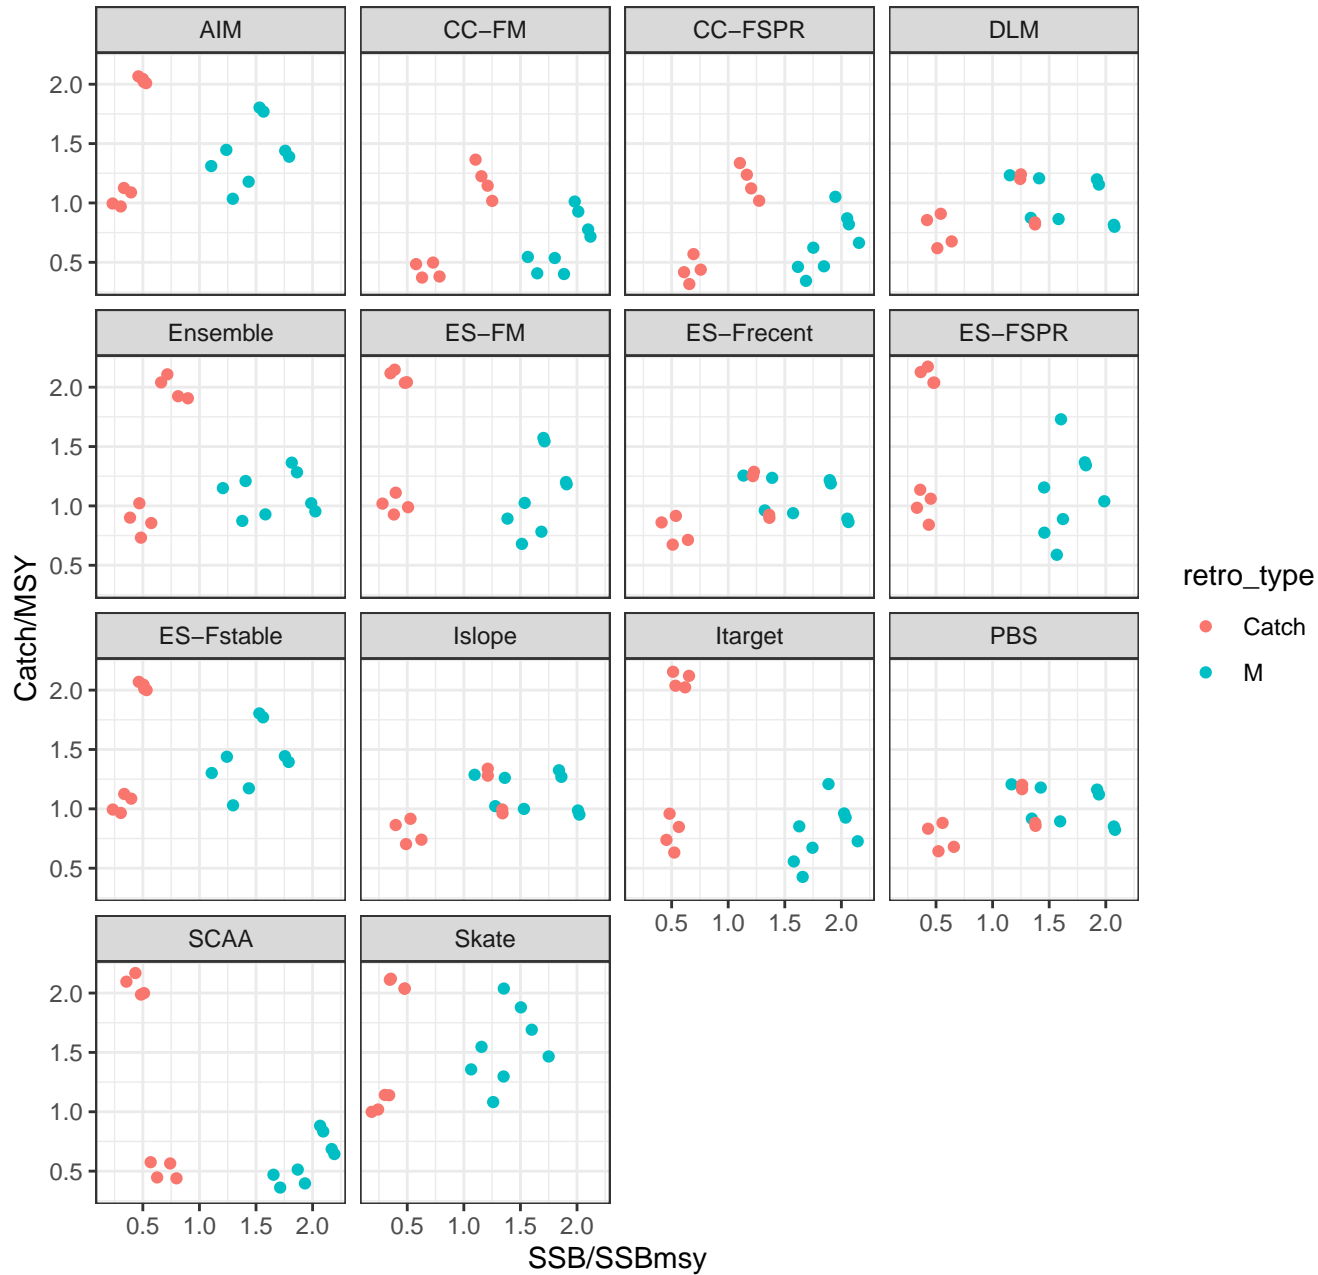 AIM CC−FM CC−FSPR DLM
2.0
1.5
1.0
0.5
Ensemble ES−FM ES−Frecent ES−FSPR
2.0
1.5
1.0
0.5
ES−Fstable Islope Itarget PBS
2.0
1.5
1.0
0.5
0.5 1.0 1.5 2.0 0.5 1.0 1.5 2.0
SCAA Skate
2.0
1.5
1.0
0.5
0.5 1.0 1.5 2.0 0.5 1.0 1.5 2.0
SSB/SSBmsy
Catch/MSY
retro_type
Catch
M